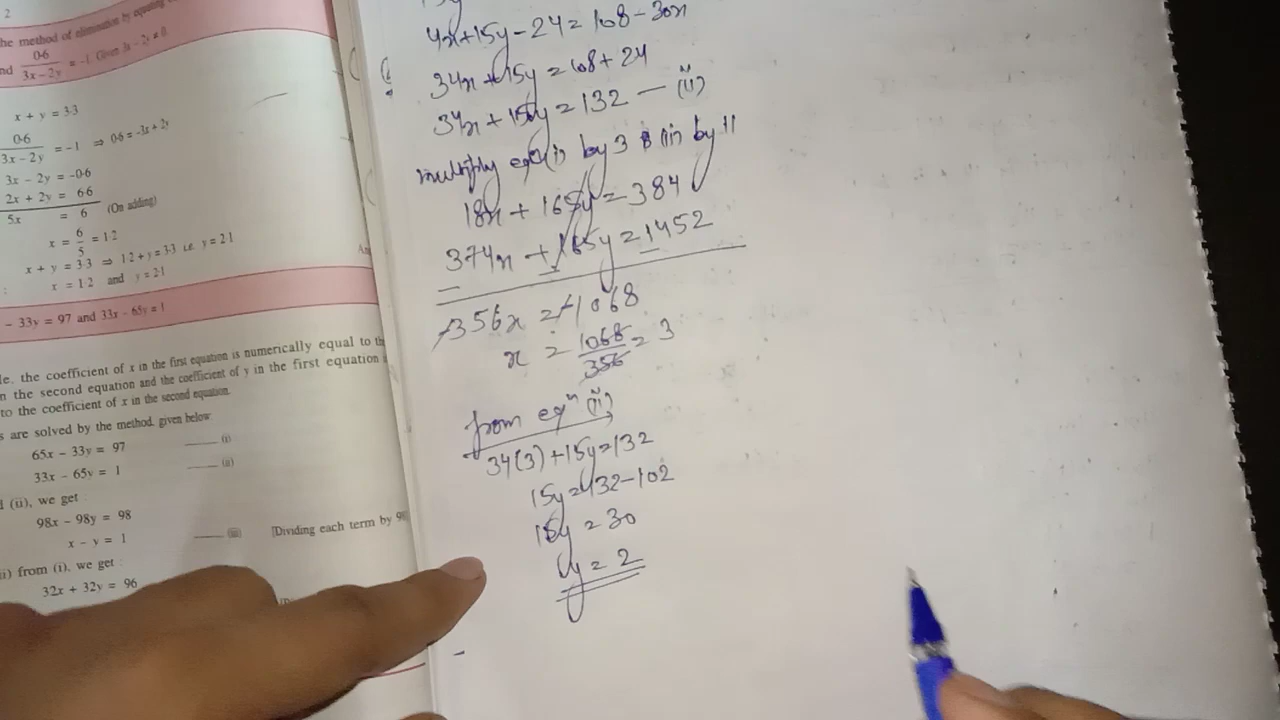 2
he method of elimination by equating
nd 0·6/3x – 2y = –1. Given 3x – 2y ≠ 0.
x + y = 3·3
0·6/3x – 2y = –1 ⇒ 0·6 = –3x + 2y
3x – 2y = –0·6
2x + 2y = 6·6
5x = 6 (On adding)
x = 6/5 = 1·2
x + y = 3·3 ⇒ 1·2 + y = 3·3 i.e. y = 2·1
x = 1·2 and y = 2·1
– 33y = 97 and 33x – 65y = 1
le. the coefficient of x in the first equation is numerically equal to th
n the second equation and the coefficient of y in the first equation
to the coefficient of x in the second equation.
s are solved by the method, given below
65x – 33y = 97 (i)
33x – 65y = 1 (ii)
(ii), we get :
98x – 98y = 98
x – y = 1 (iii) [Dividing each term by 98
i) from (i), we get :
32x + 32y = 96
4x+15y-24=108-30x
34x+15y=108+24
34x+15y=132 — (ii)
multiply eqn(i) by 3 & (ii) by 11
18x+165y=384
374x+165y=1452
-356x=-1068
x = 1068/356 = 3
from eqn (ii)
34(3)+15y=132
15y=132-102
15y=30
y=2